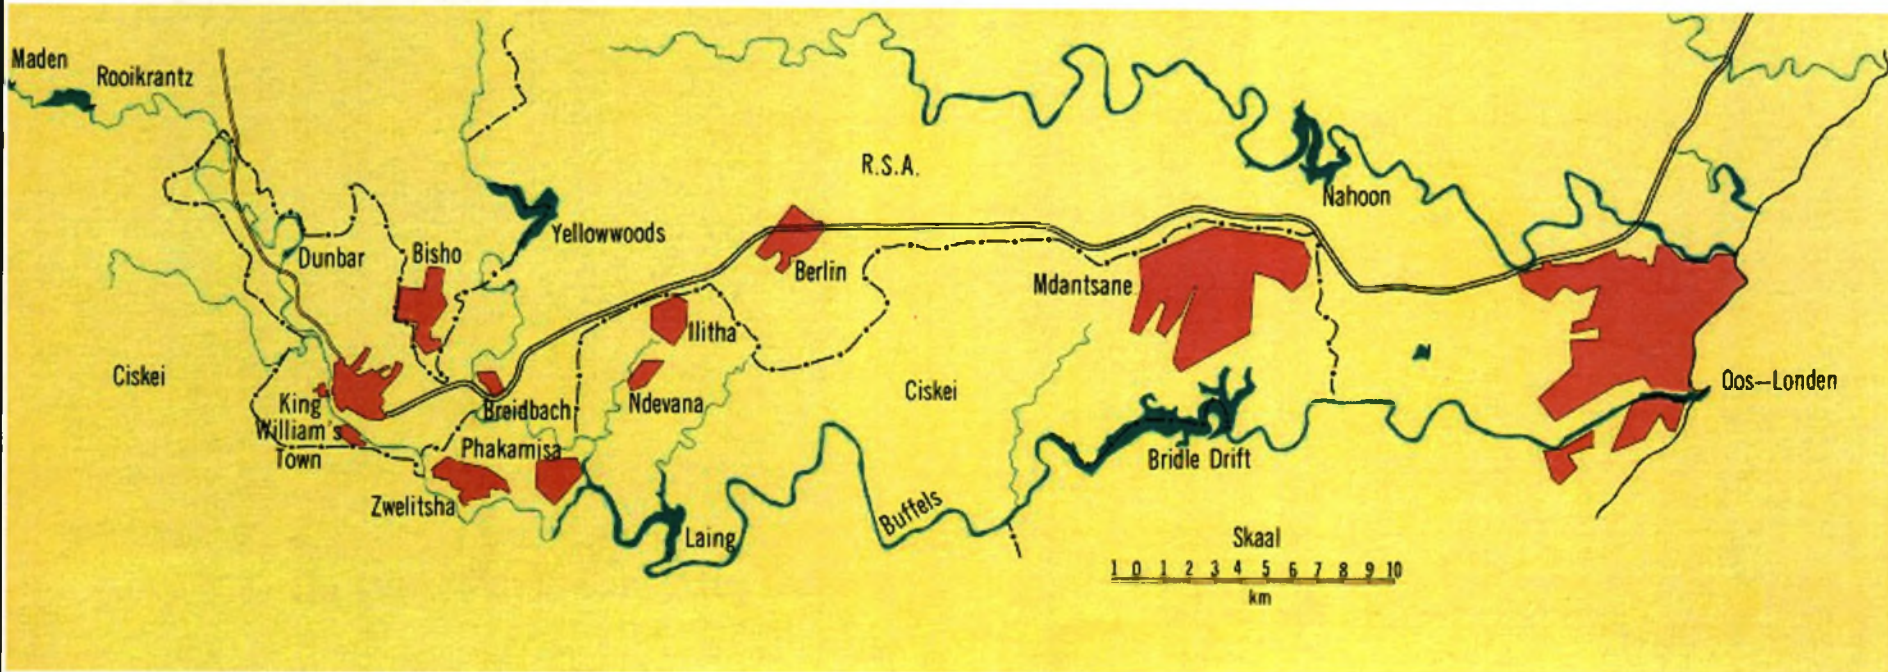 Maden
Rooikrantz
R.S.A.
Nahoon
Yellowwoods
Dunbar
Bisho
Berlin
Mdantsane
Ilitha
Ciskei
Ciskei
Oos–Londen
King
William's
Town
Breidbach
Ndevana
Phakamisa
Zwelitsha
Bridle Drift
Buffels
Laing
Skaal
1 0 1 2 3 4 5 6 7 8 9 10
km